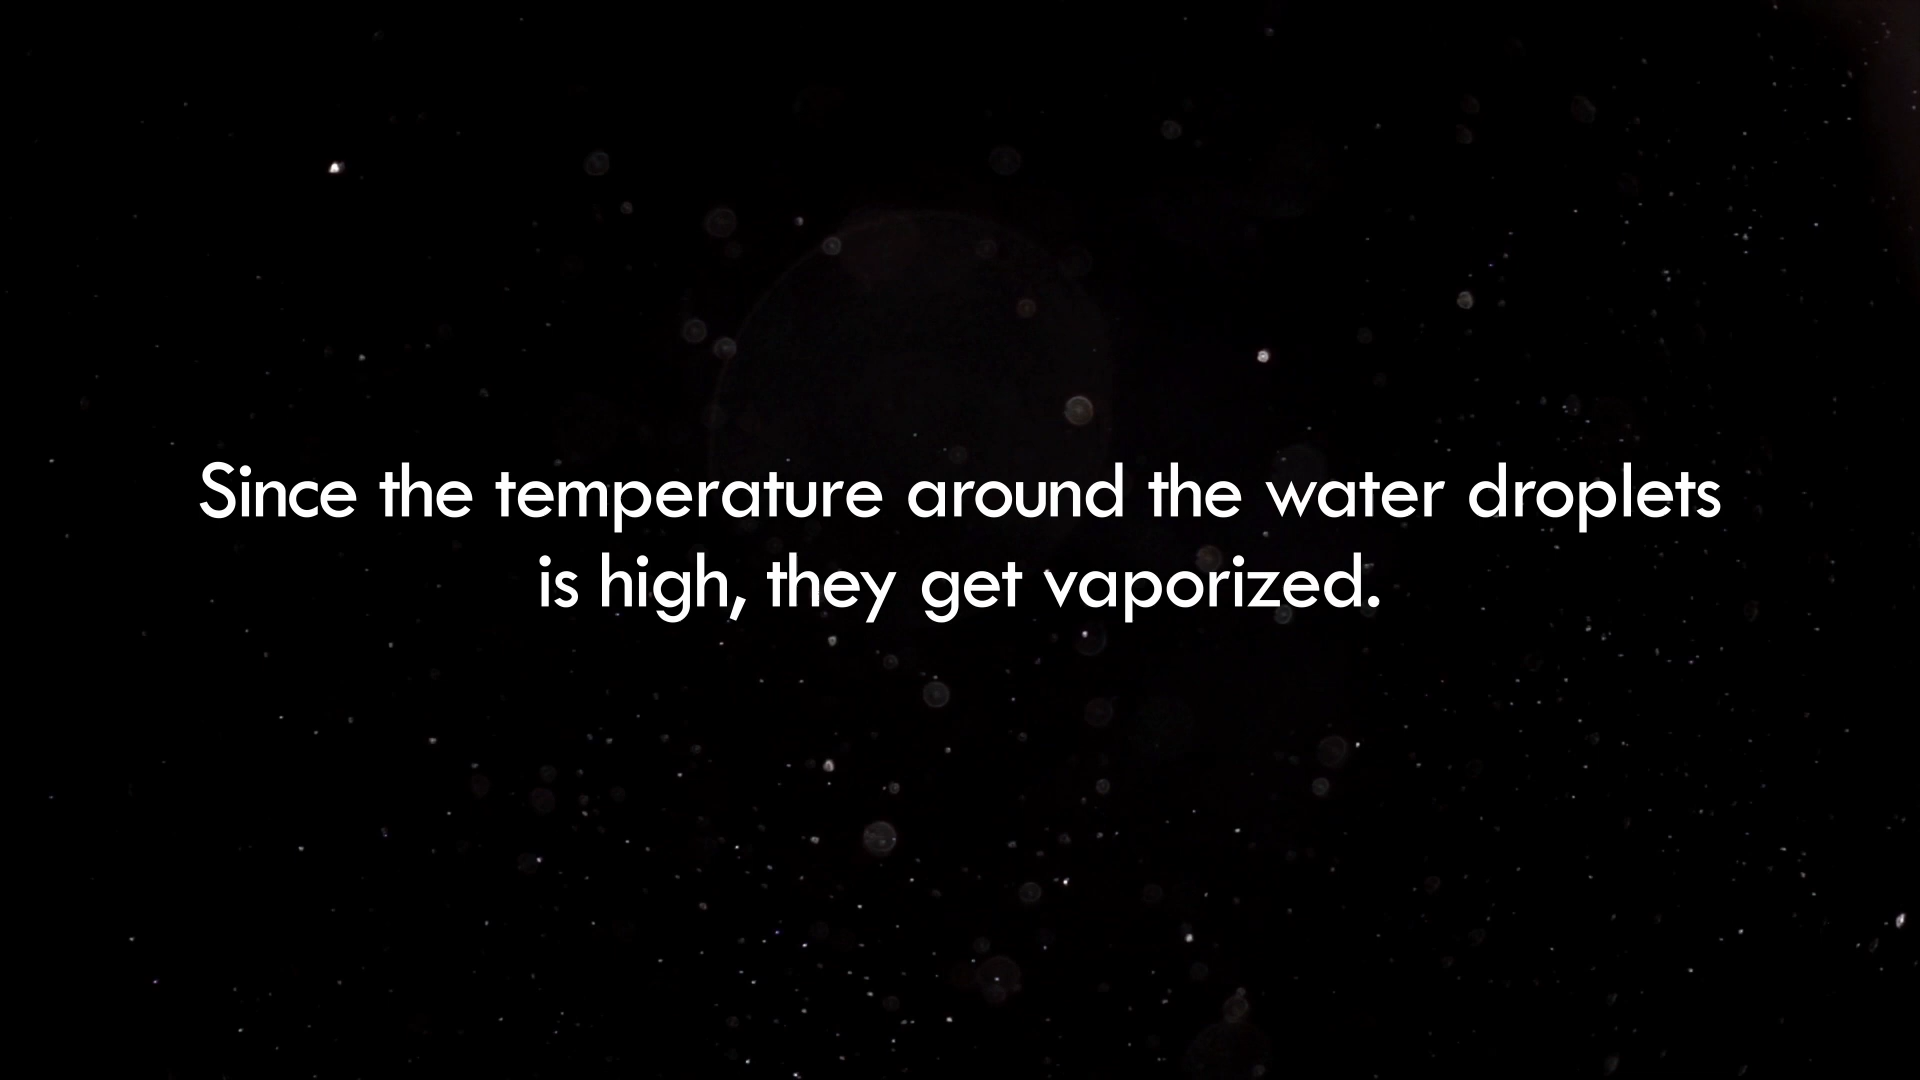 Since the temperature around the water droplets
is high, they get vaporized.